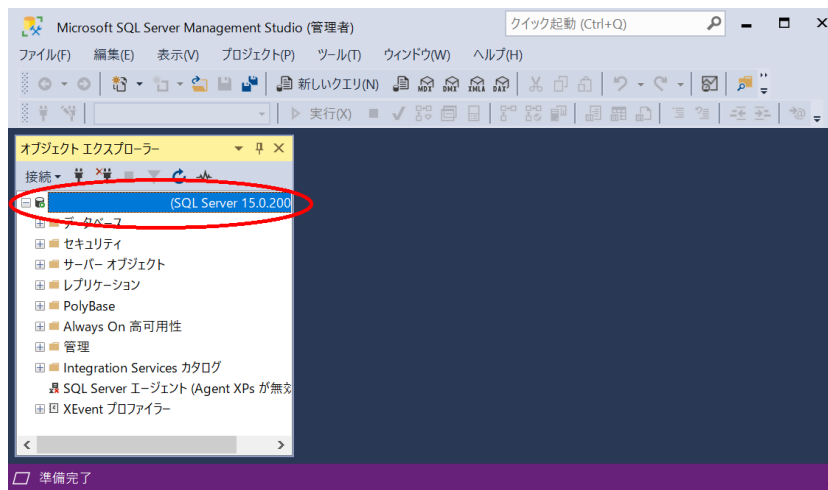 Microsoft SQL Server Management Studio (管理者)
クイック起動 (Ctrl+Q)
ファイル(F) 編集(E) 表示(V) プロジェクト(P) ツール(T) ウィンドウ(W) ヘルプ(H)
新しいクエリ(N) MDX DMX XMLA DAX
実行(X)
オブジェクト エクスプローラー
接続
(SQL Server 15.0.200
データベース
セキュリティ
サーバー オブジェクト
レプリケーション
PolyBase
Always On 高可用性
管理
Integration Services カタログ
SQL Server エージェント (Agent XPs が無効
XEvent プロファイラー
準備完了